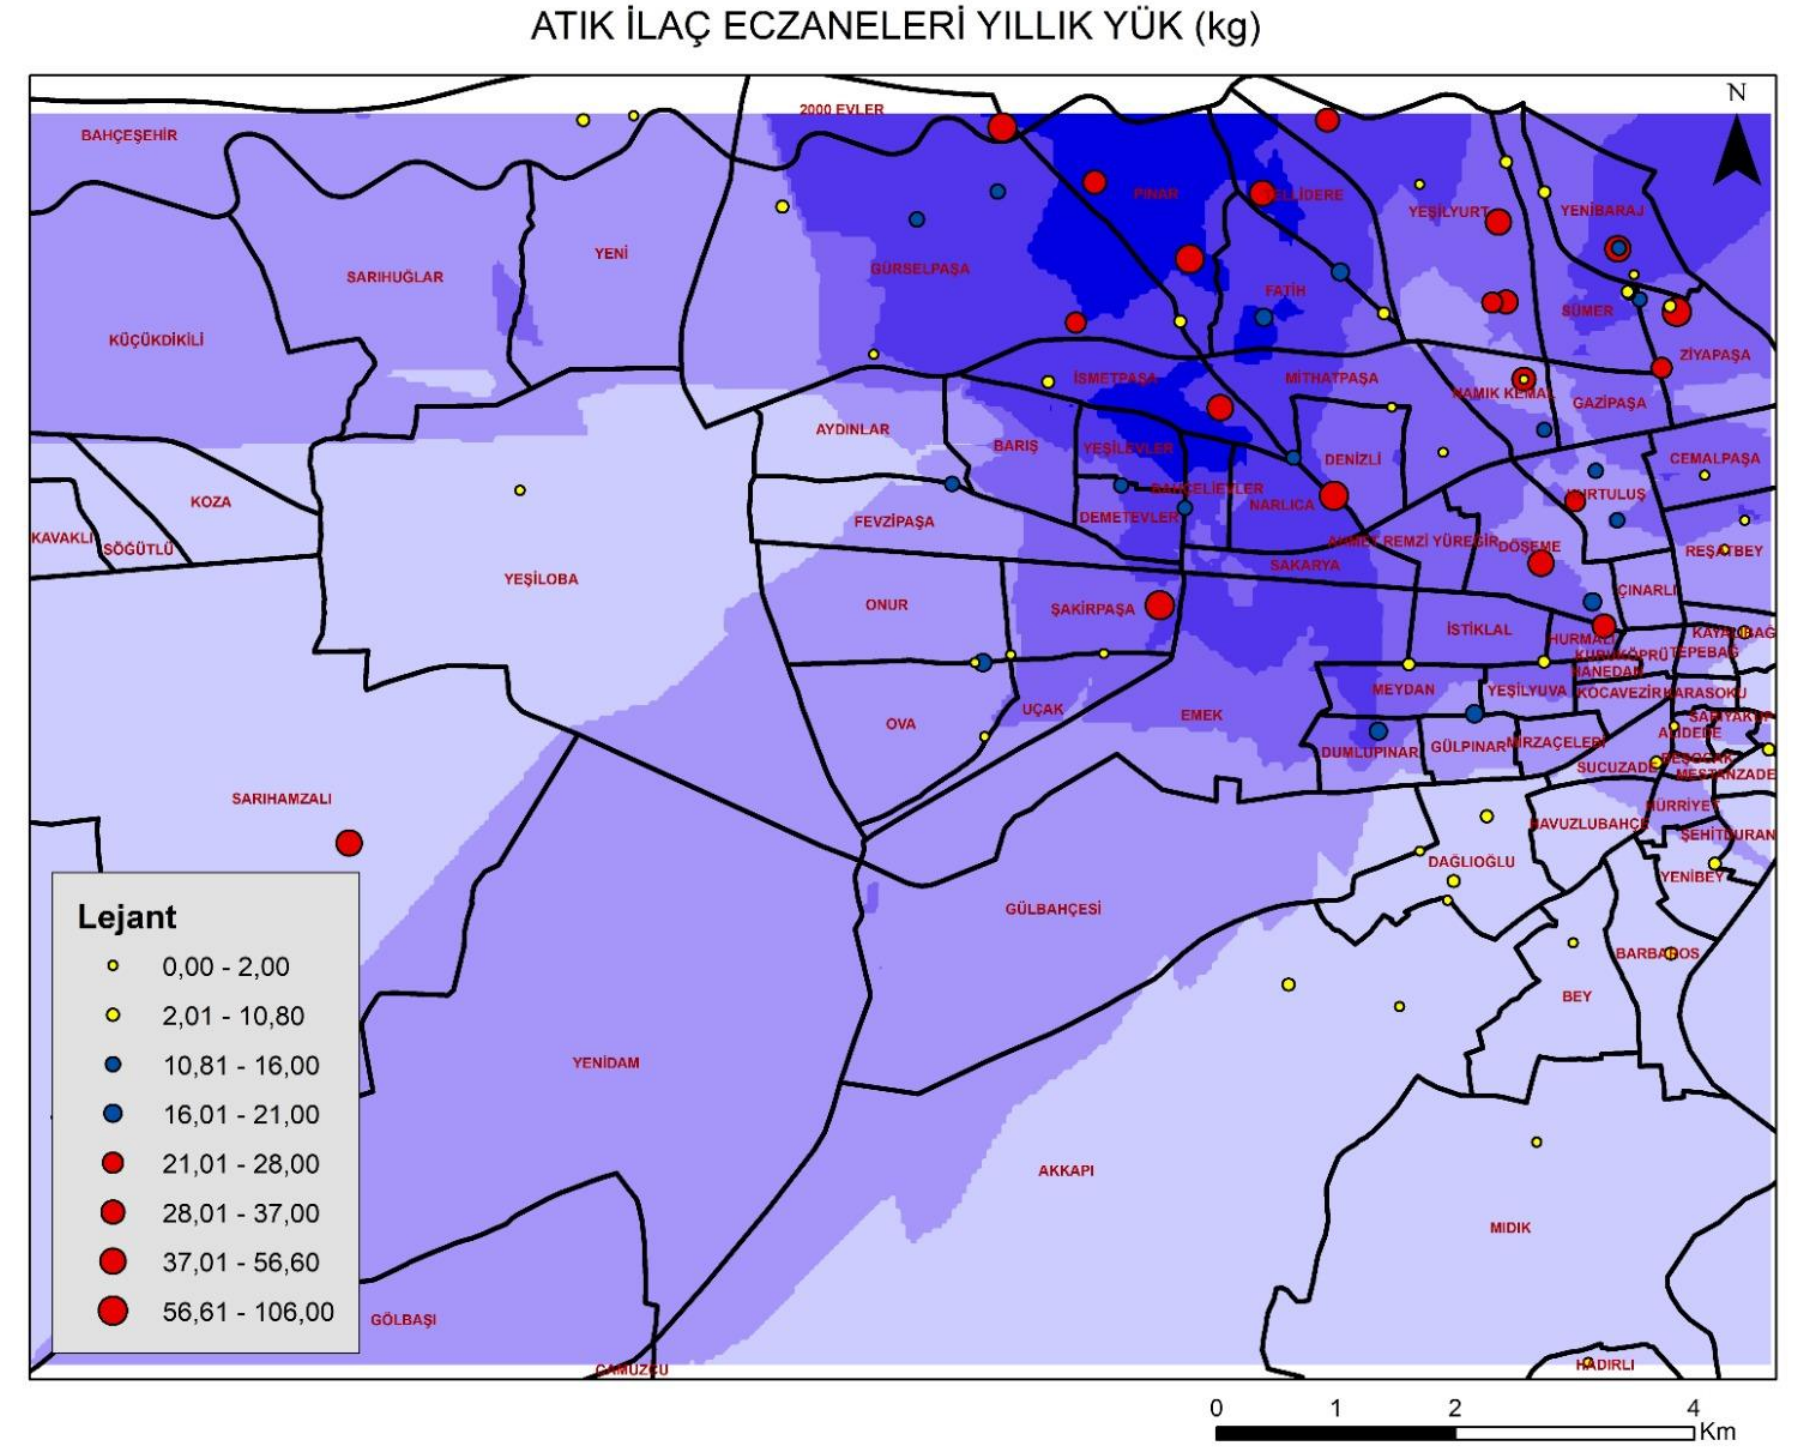 ATIK İLAÇ ECZANELERİ YILLIK YÜK (kg)
N
2000 EVLER
BAHÇEŞEHİR
PINAR
YENİBARAJ
YEŞİLYURT
YENİ
SARIHUĞLAR
GÜRSELPAŞA
FATİH
SÜMER
KÜÇÜKDİKİLİ
ZİYAPAŞA
İSMETPAŞA
MİTHATPAŞA
NAMIK KEMAL
GAZİPAŞA
AYDINLAR
BARIŞ
YEŞİLEVLER
DENİZLİ
CEMALPAŞA
BAHÇELİEVLER
KURTULUŞ
KOZA
NARLICA
DEMETEVLER
FEVZİPAŞA
KAVAKLI
SÖĞÜTLÜ
AHMET REMZİ YÜREĞİR
DÖŞEME
REŞATBEY
SAKARYA
YEŞİLOBA
ÇINARLI
ONUR
ŞAKİRPAŞA
İSTİKLAL
HURMALI
KAYALIBAĞ
KURUKÖPRÜ
TEPEBAĞ
HANEDAN
MEYDAN
YEŞİLYUVA
KOCAVEZİR
KARASOKU
UÇAK
EMEK
SARIYAKUP
OVA
ALİDEDE
DUMLUPINAR
GÜLPINAR
MİRZAÇELEBİ
BEŞOCAK
SUCUZADE
MESTANZADE
SARIHAMZALI
HÜRRİYET
HAVUZLUBAHÇE
ŞEHİTDURAN
DAĞLIOĞLU
YENİBEY
GÜLBAHÇESİ
BARBAROS
BEY
YENİDAM
AKKAPI
MIDIK
GÖLBAŞI
CAMUZCU
HADIRLI
Lejant
0,00 - 2,00
2,01 - 10,80
10,81 - 16,00
16,01 - 21,00
21,01 - 28,00
28,01 - 37,00
37,01 - 56,60
56,61 - 106,00
0 1 2 4
Km